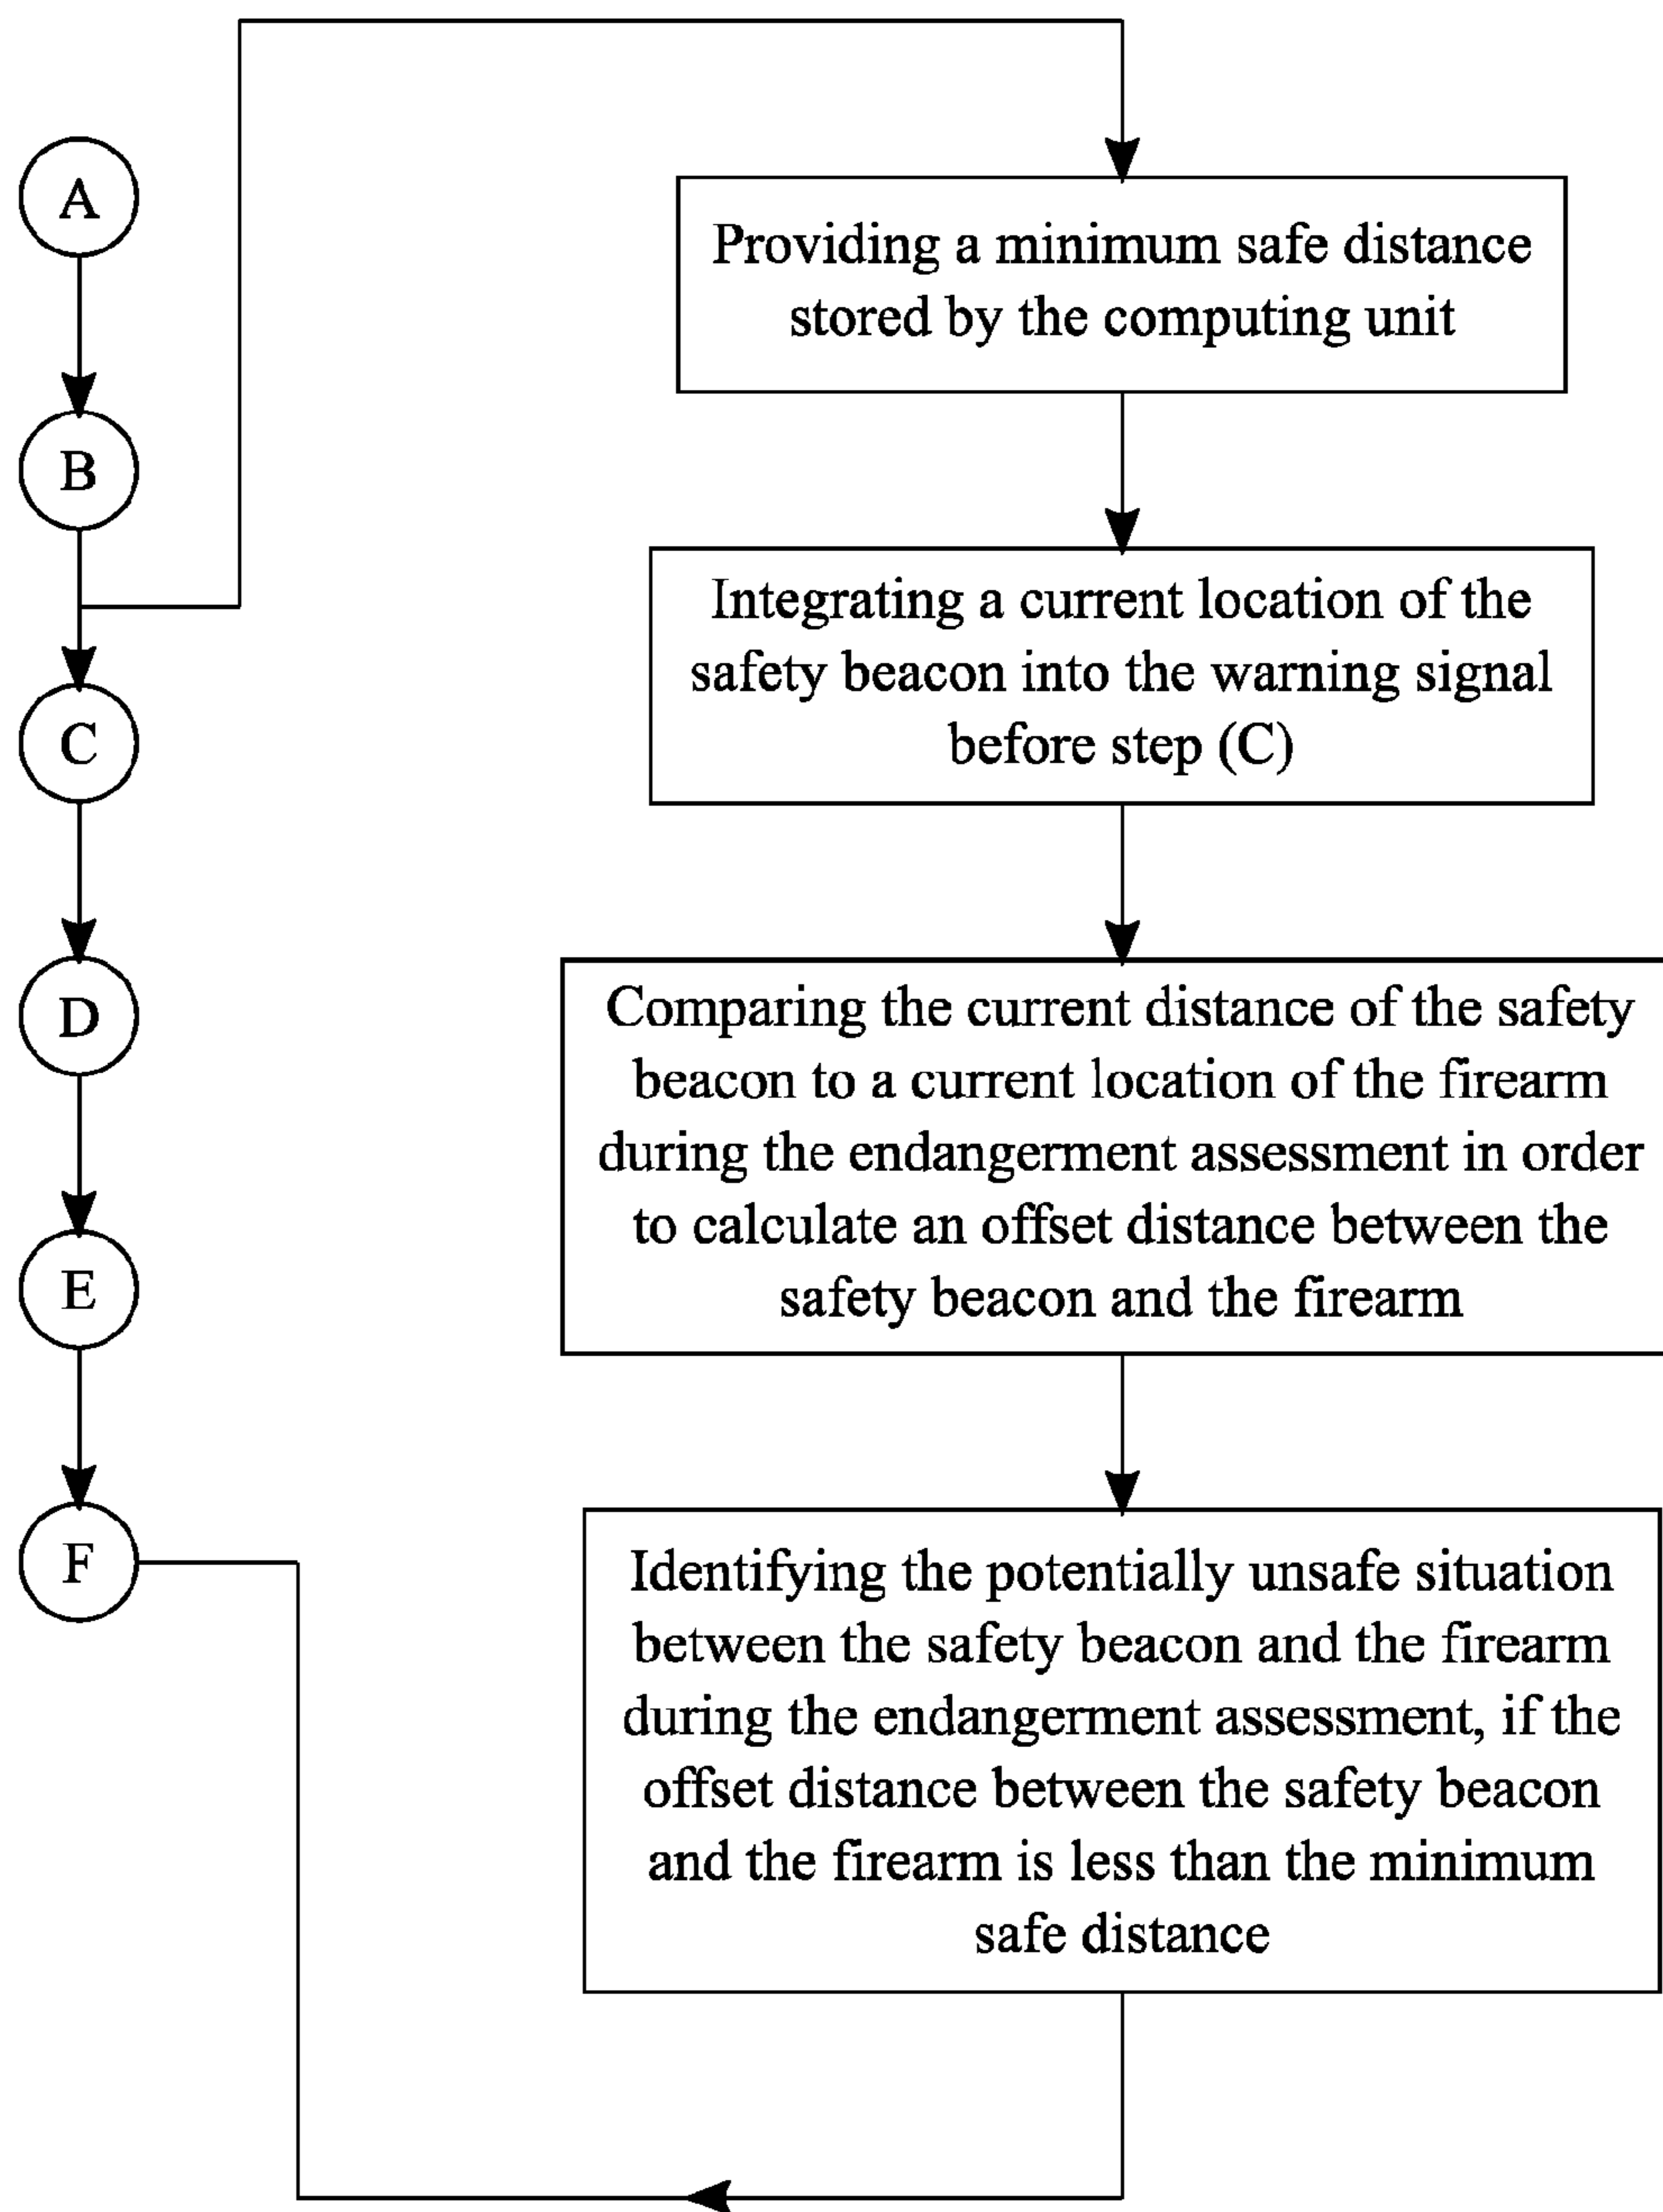 A
B
C
D
E
F
Providing a minimum safe distance
stored by the computing unit
Integrating a current location of the
safety beacon into the warning signal
before step (C)
Comparing the current distance of the safety
beacon to a current location of the firearm
during the endangerment assessment in order
to calculate an offset distance between the
safety beacon and the firearm
Identifying the potentially unsafe situation
between the safety beacon and the firearm
during the endangerment assessment, if the
offset distance between the safety beacon
and the firearm is less than the minimum
safe distance